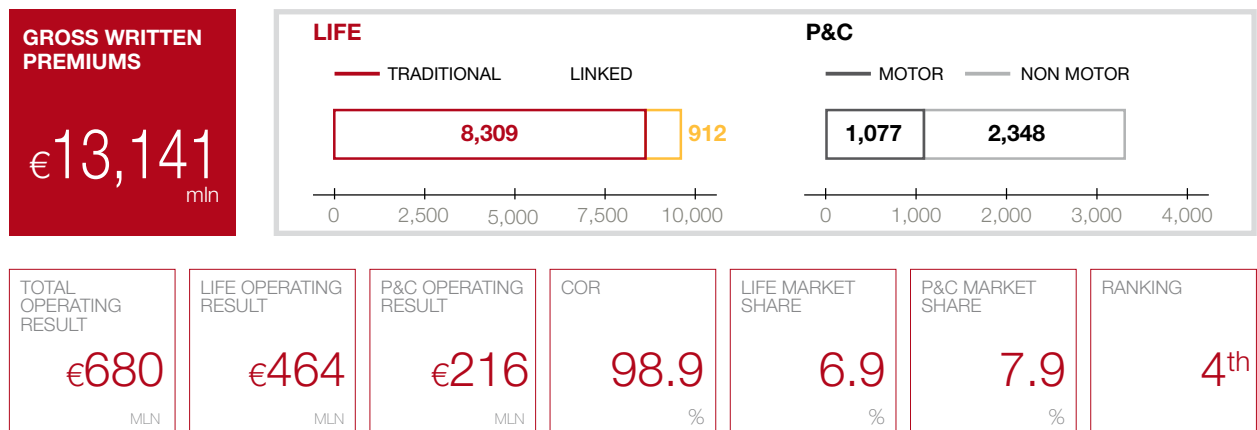 GROSS WRITTEN
PREMIUMS
€13,141
mln
LIFE
TRADITIONAL LINKED
8,309 912
0 2,500 5,000 7,500 10,000
P&C
MOTOR NON MOTOR
1,077 2,348
0 1,000 2,000 3,000 4,000
TOTAL
OPERATING
RESULT
€680
MLN
LIFE OPERATING
RESULT
€464
MLN
P&C OPERATING
RESULT
€216
MLN
COR
98.9
%
LIFE MARKET
SHARE
6.9
%
P&C MARKET
SHARE
7.9
%
RANKING
4th